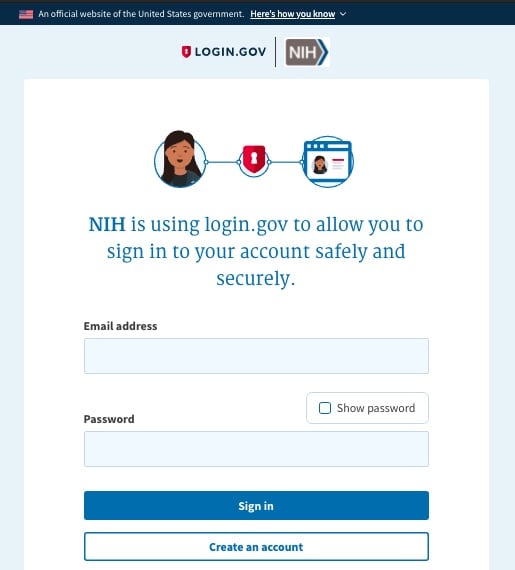 An official website of the United States government. Here's how you know
LOGIN.GOV NIH
NIH is using login.gov to allow you to
sign in to your account safely and
securely.
Email address
Show password
Password
Sign in
Create an account